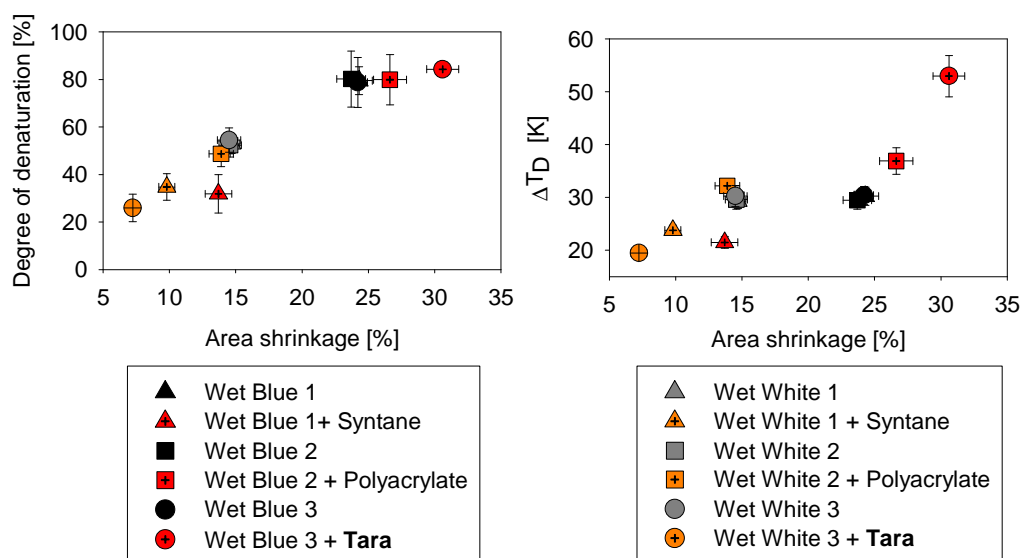 Degree of denaturation [%]
100
80
60
40
20
0
5 10 15 20 25 30 35
Area shrinkage [%]
Wet Blue 1
Wet Blue 1+ Syntane
Wet Blue 2
Wet Blue 2 + Polyacrylate
Wet Blue 3
Wet Blue 3 + Tara
ΔTD [K]
60
50
40
30
20
5 10 15 20 25 30 35
Area shrinkage [%]
Wet White 1
Wet White 1 + Syntane
Wet White 2
Wet White 2 + Polyacrylate
Wet White 3
Wet White 3 + Tara